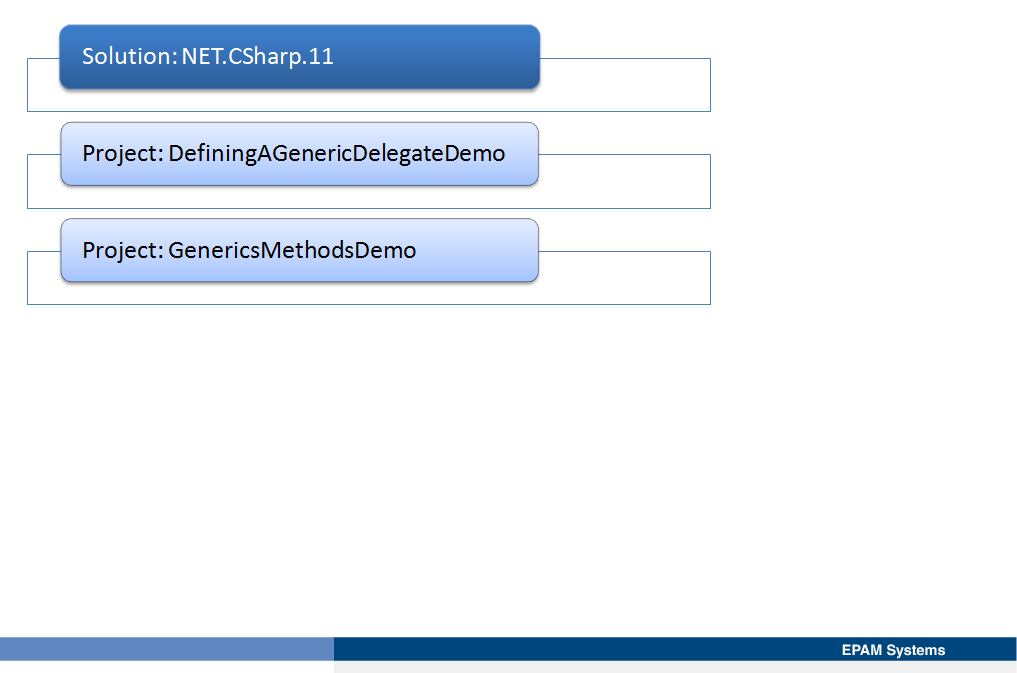 Solution: NET.CSharp.11
Project: DefiningAGenericDelegateDemo
Project: GenericsMethodsDemo
EPAM Systems